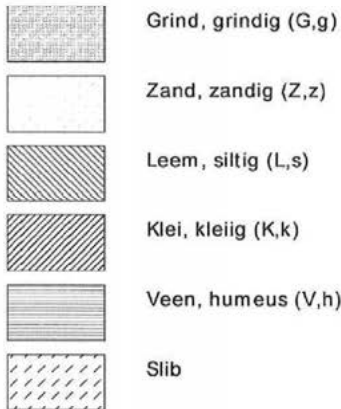 Grind, grindig (G,g)
Zand, zandig (Z,z)
Leem, siltig (L,s)
Klei, kleiig (K,k)
Veen, humeus (V,h)
Slib